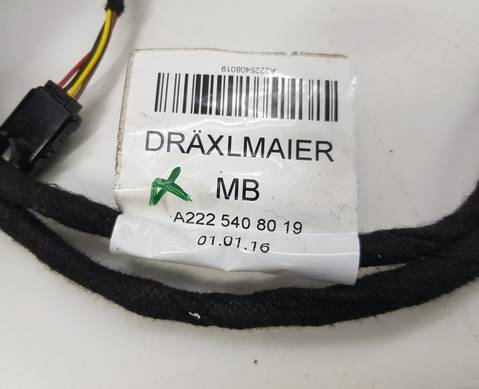 A2225408019
DRÄXLMAIER
MB
A222 540 80 19
01.01.16